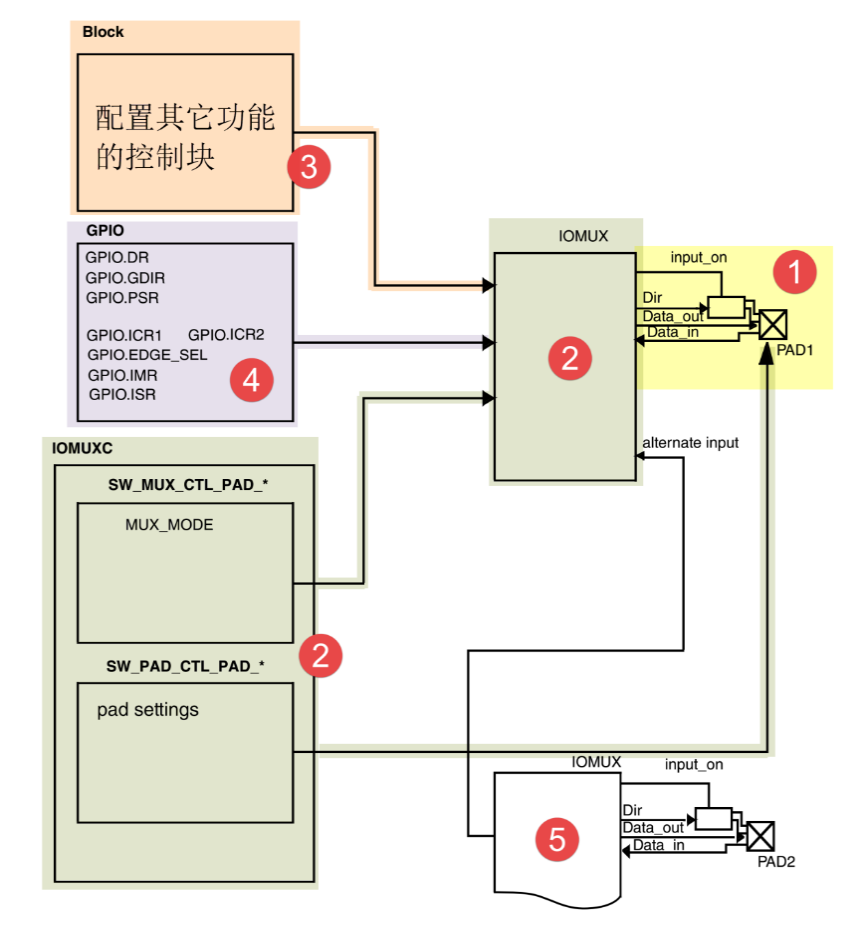 Block
配置其它功能
的控制块
3
GPIO
GPIO.DR
GPIO.GDIR
GPIO.PSR
GPIO.ICR1 GPIO.ICR2
GPIO.EDGE_SEL
GPIO.IMR
GPIO.ISR
4
IOMUX
2
input_on
1
Dir
Data_out
Data_in
PAD1
alternate input
IOMUXC
SW_MUX_CTL_PAD_*
MUX_MODE
2
SW_PAD_CTL_PAD_*
pad settings
IOMUX
input_on
5
Dir
Data_out
Data_in
PAD2